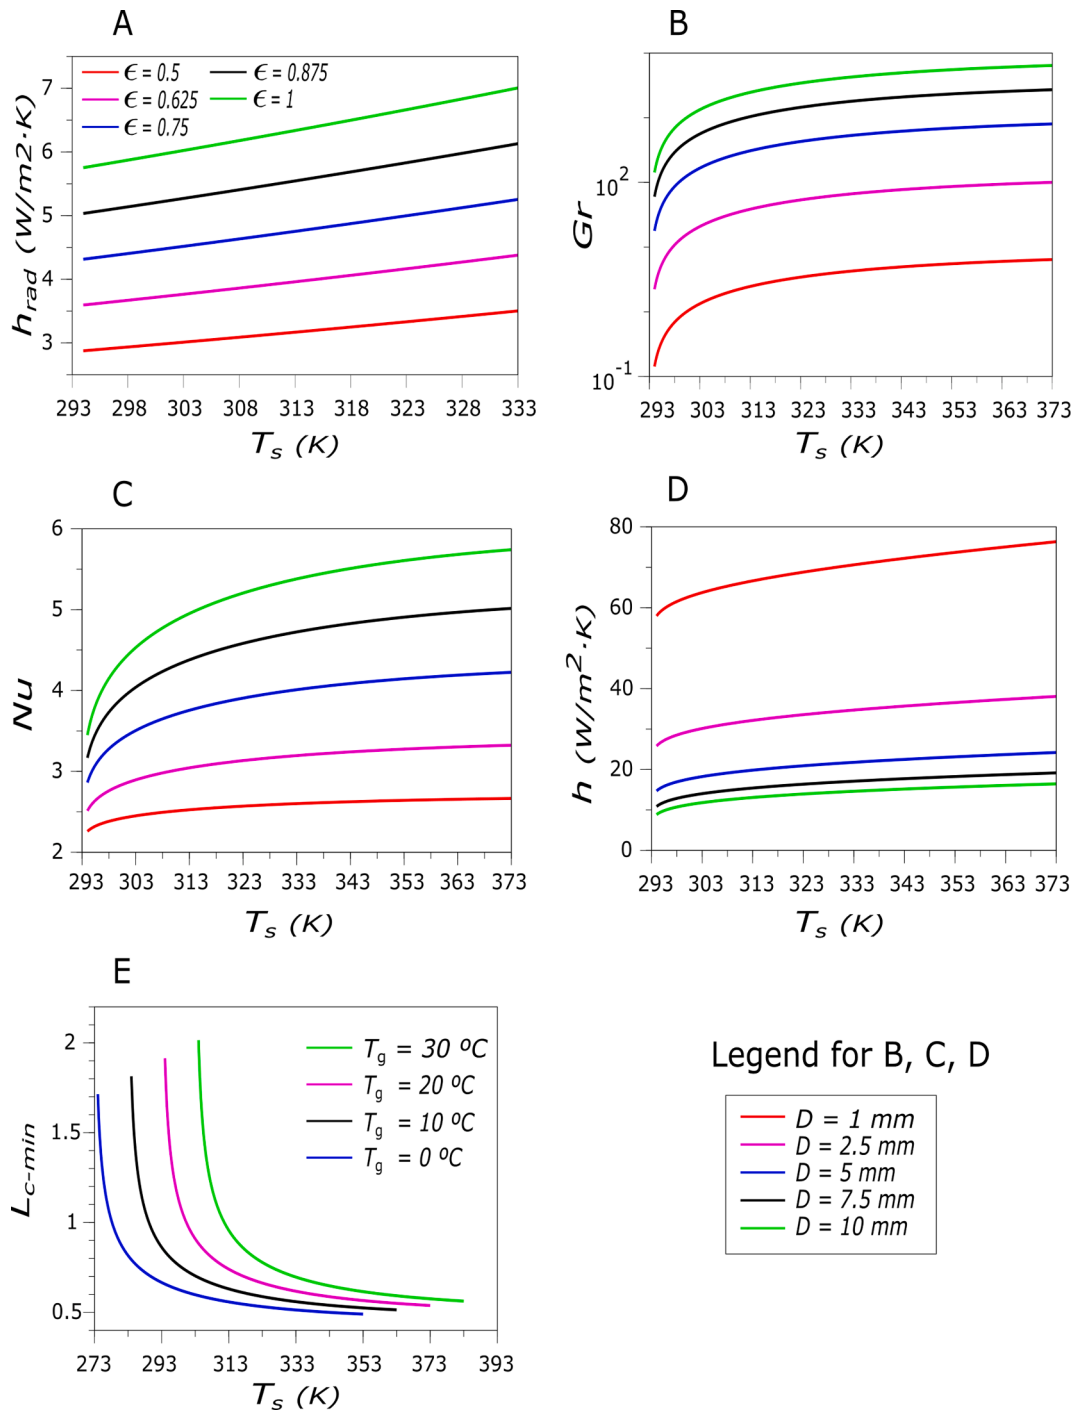 A
ϵ = 0.5
ϵ = 0.625
ϵ = 0.75
ϵ = 0.875
ϵ = 1
h_rad (W/m2·K)
7
6
5
4
3
293 298 303 308 313 318 323 328 333
T_s (K)
B
Gr
10^2
10^-1
293 303 313 323 333 343 353 363 373
T_s (K)
C
Nu
6
5
4
3
2
293 303 313 323 333 343 353 363 373
T_s (K)
D
h (W/m^2·K)
80
60
40
20
0
293 303 313 323 333 343 353 363 373
T_s (K)
E
L_c-min
2
1.5
1
0.5
T_g = 30 ºC
T_g = 20 ºC
T_g = 10 ºC
T_g = 0 ºC
273 293 313 333 353 373 393
T_s (K)
Legend for B, C, D
D = 1 mm
D = 2.5 mm
D = 5 mm
D = 7.5 mm
D = 10 mm